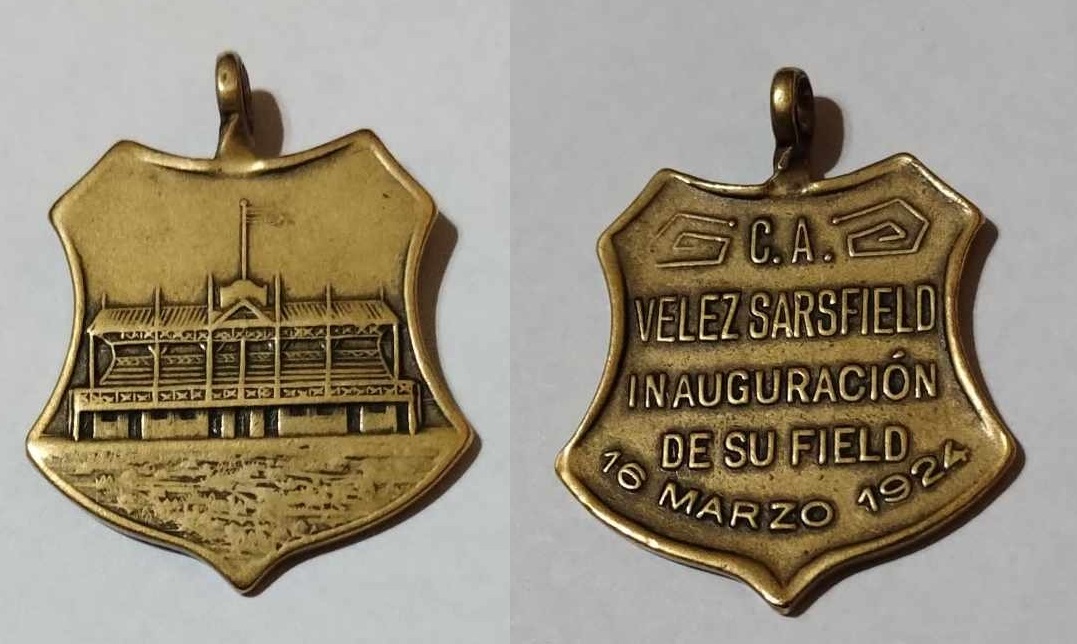 C. A.
VELEZ SARSFIELD
INAUGURACIÓN
DE SU FIELD
16 MARZO 1924